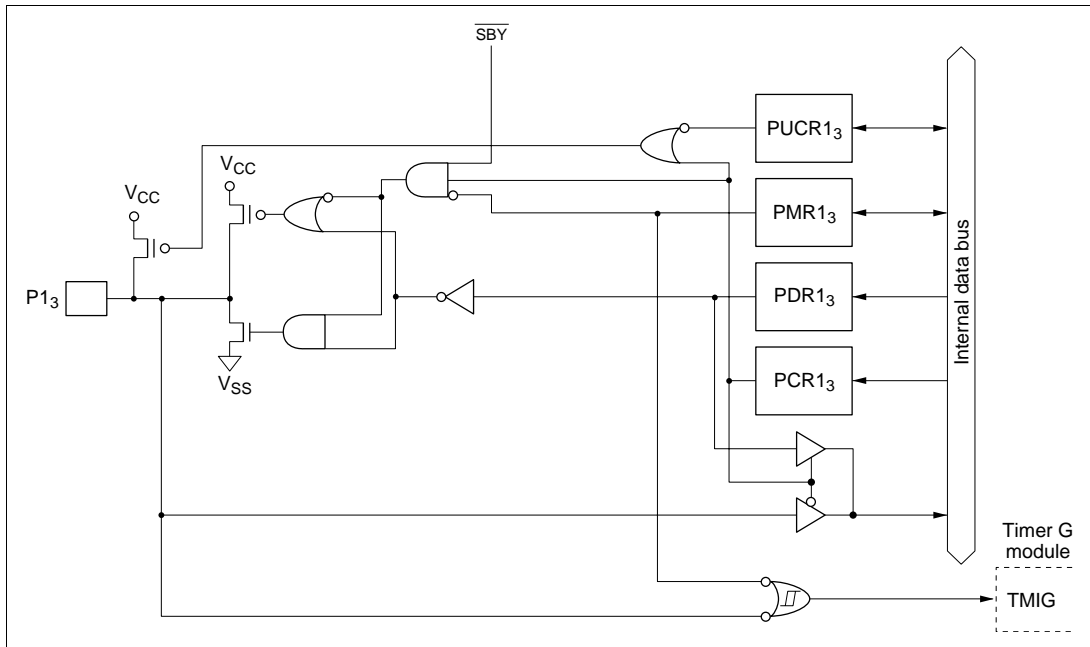 SBY
PUCR1₃
V_CC
V_CC
PMR1₃
P1₃
PDR1₃
Internal data bus
V_SS
PCR1₃
Timer G
module
TMIG